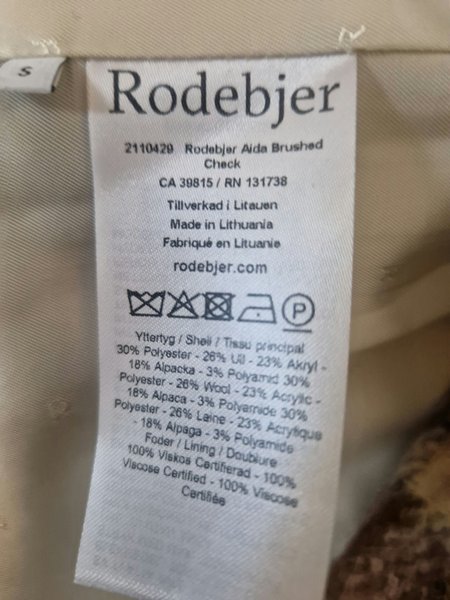 S
Rodebjer
2110429 Rodebjer Aida Brushed
Check
CA 39815 / RN 131738
Tillverkad i Litauen
Made in Lithuania
Fabriqué en Lituanie
rodebjer.com
P
Yttertyg / Shell / Tissu principal
30% Polyester - 26% Ull - 23% Akryl -
18% Alpacka - 3% Polyamid 30%
Polyester - 26% Wool - 23% Acrylic -
18% Alpaca - 3% Polyamide 30%
Polyester - 26% Laine - 23% Acrylique
- 18% Alpaga - 3% Polyamide
Foder / Lining / Doublure
100% Viskos Certifierad - 100%
Viscose Certified - 100% Viscose
Certifiée